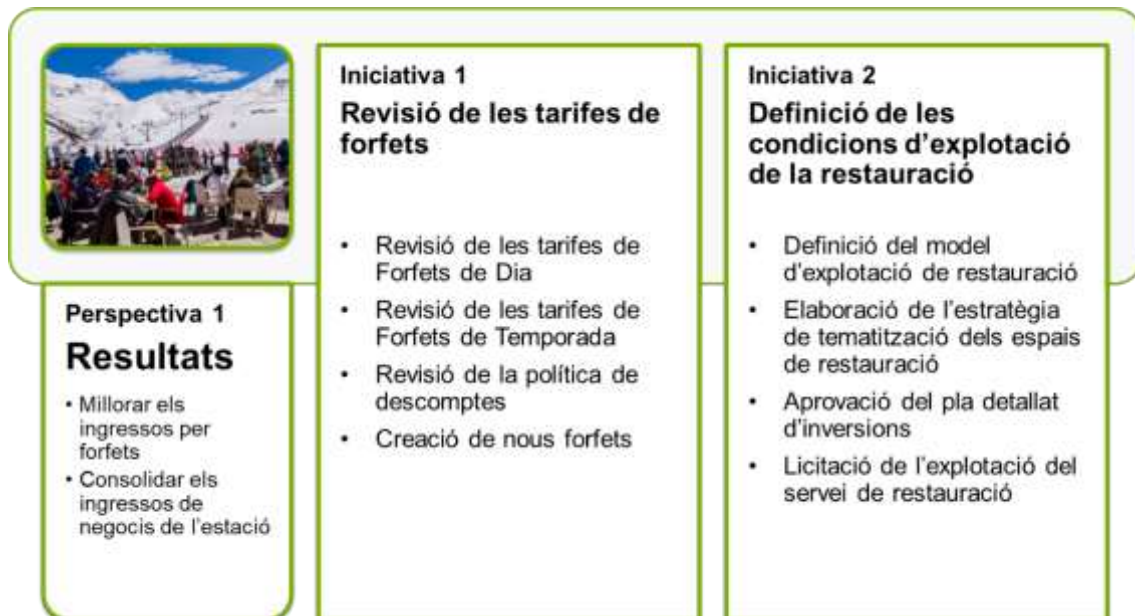 Perspectiva 1
Resultats
• Millorar els
ingressos per
forfets
• Consolidar els
ingressos de
negocis de l'estació
Iniciativa 1
Revisió de les tarifes de
forfets
• Revisió de les tarifes de
Forfets de Dia
• Revisió de les tarifes de
Forfets de Temporada
• Revisió de la política de
descomptes
• Creació de nous forfets
Iniciativa 2
Definició de les
condicions d'explotació
de la restauració
• Definició del model
d'explotació de restauració
• Elaboració de l'estratègia
de tematització dels espais
de restauració
• Aprovació del pla detallat
d'inversions
• Licitació de l'explotació del
servei de restauració